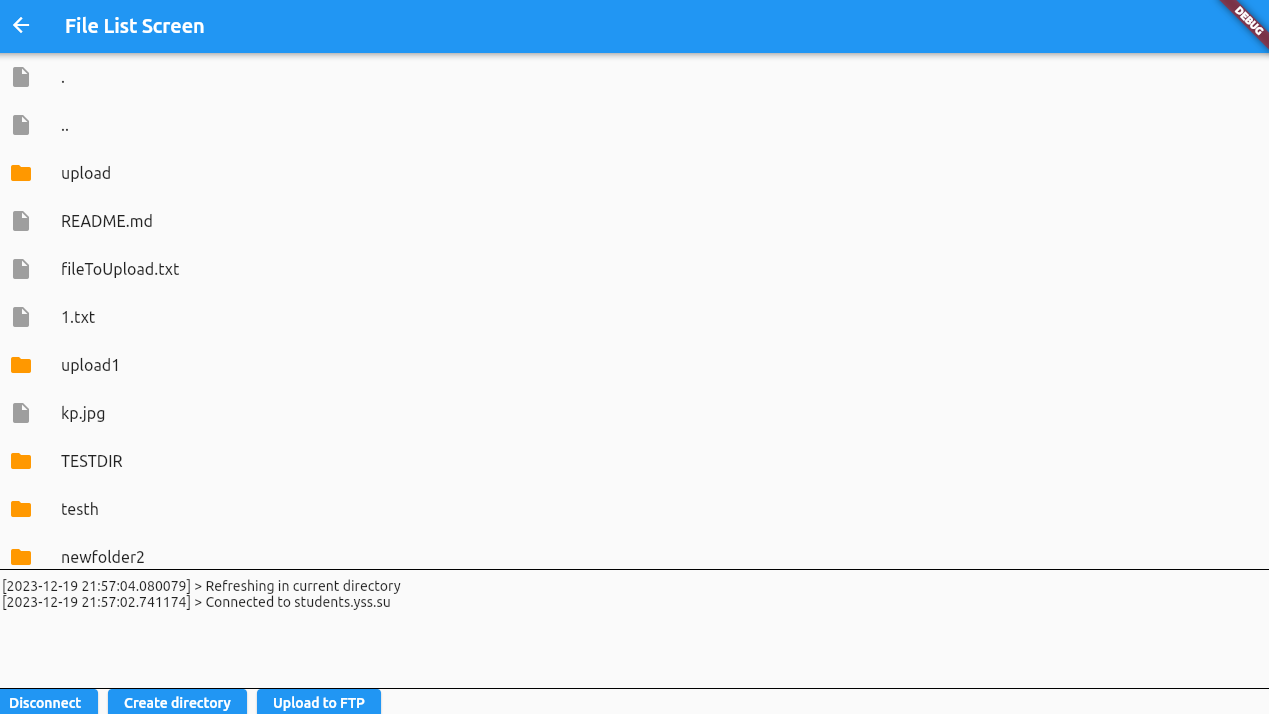 File List Screen
DEBUG
.
..
upload
README.md
fileToUpload.txt
1.txt
upload1
kp.jpg
TESTDIR
testh
newfolder2
[2023-12-19 21:57:04.080079] > Refreshing in current directory
[2023-12-19 21:57:02.741174] > Connected to students.yss.su
Disconnect Create directory Upload to FTP